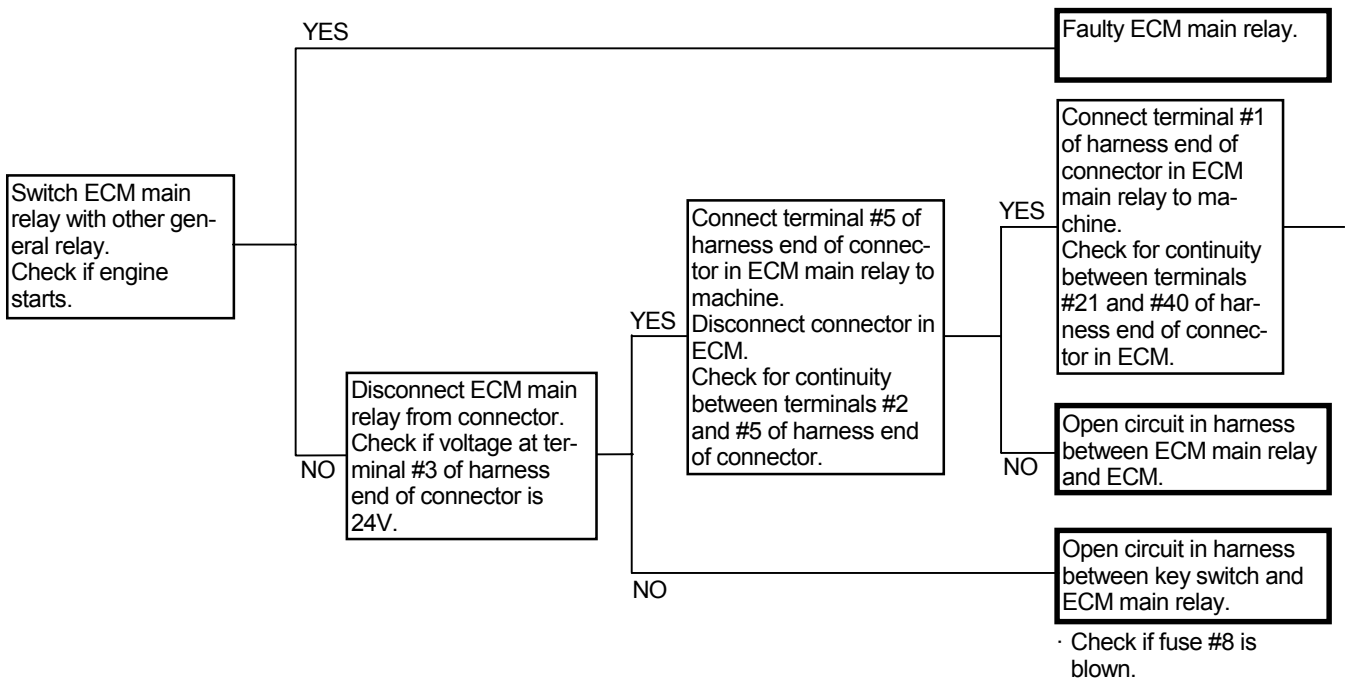 YES
Faulty ECM main relay.
Switch ECM main
relay with other gen-
eral relay.
Check if engine
starts.
NO
Disconnect ECM main
relay from connector.
Check if voltage at ter-
minal #3 of harness
end of connector is
24V.
YES
Connect terminal #5 of
harness end of connec-
tor in ECM main relay to
machine.
Disconnect connector in
ECM.
Check for continuity
between terminals #2
and #5 of harness end
of connector.
YES
Connect terminal #1
of harness end of
connector in ECM
main relay to ma-
chine.
Check for continuity
between terminals
#21 and #40 of har-
ness end of connec-
tor in ECM.
NO
Open circuit in harness
between ECM main relay
and ECM.
NO
Open circuit in harness
between key switch and
ECM main relay.
· Check if fuse #8 is
blown.